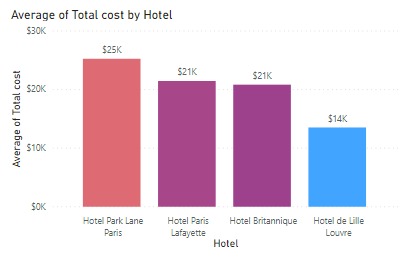 Average of Total cost by Hotel
$30K
$20K
$10K
$0K
Average of Total cost
$25K
$21K
$21K
$14K
Hotel Park Lane
Paris
Hotel Paris
Lafayette
Hotel Britannique
Hotel de Lille
Louvre
Hotel